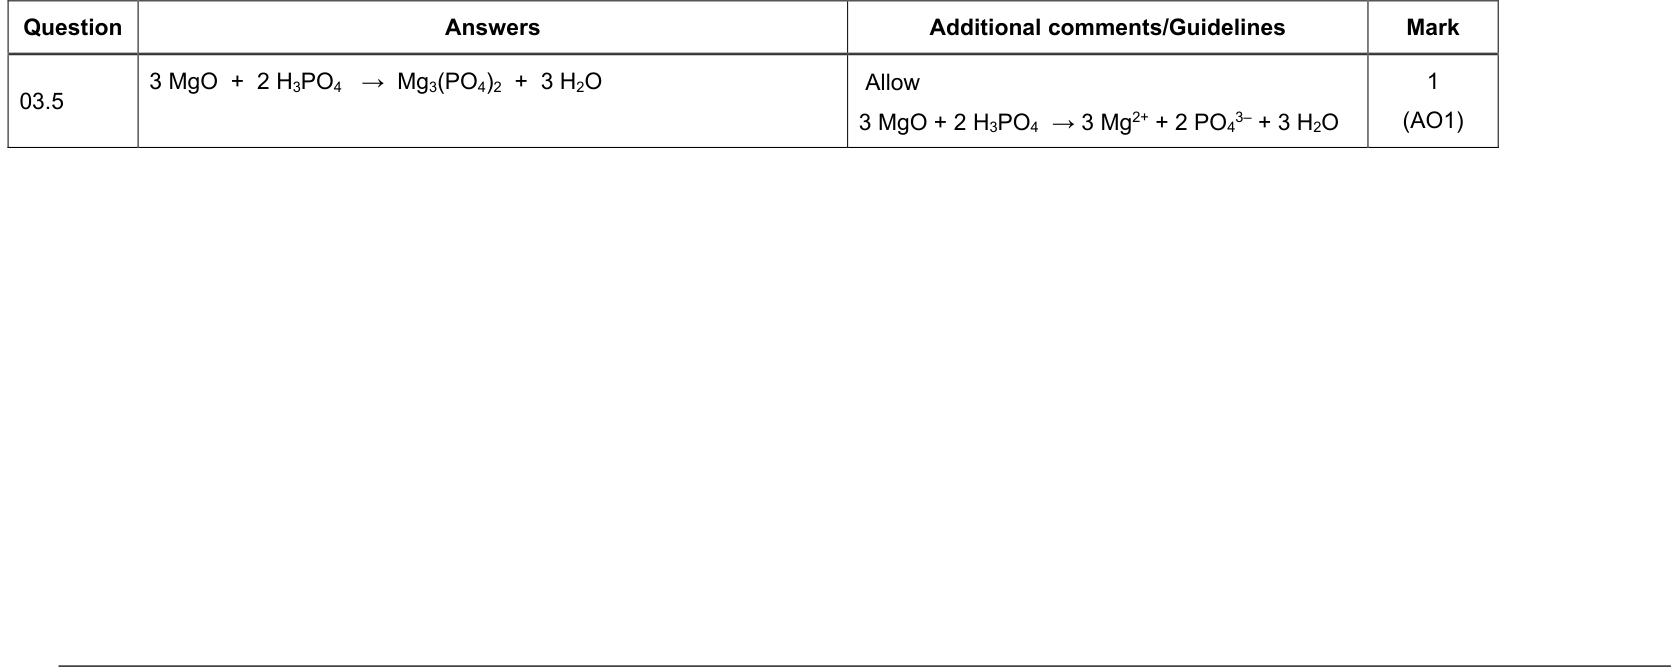 Question Answers Additional comments/Guidelines Mark
03.5 3 MgO + 2 H₃PO₄ → Mg₃(PO₄)₂ + 3 H₂O Allow 1
3 MgO + 2 H₃PO₄ → 3 Mg²⁺ + 2 PO₄³⁻ + 3 H₂O (AO1)